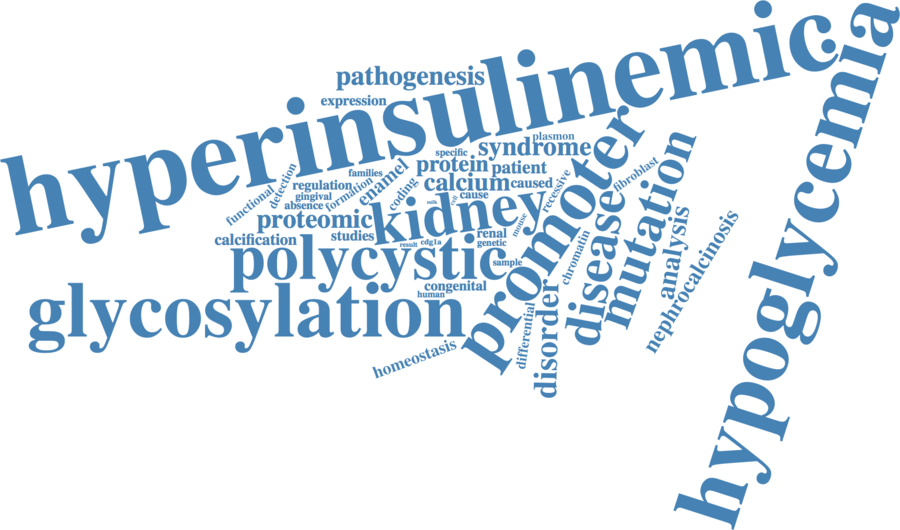 hyperinsulinemic
hypoglycemia
pathogenesis
expression
plasmon
syndrome
specific
protein
patient
families
detection
regulation
formation
enamel
coding
calcium
caused
cause
recessive
fibroblast
functional
gingival
absence
milk
promoter
mutation
disease
kidney
mouse
proteomic
calcification
studies
result
cdg1a
renal
genetic
polycystic
sample
chromatin
analysis
nephrocalcinosis
congenital
human
glycosylation
differential
disorder
homeostasis